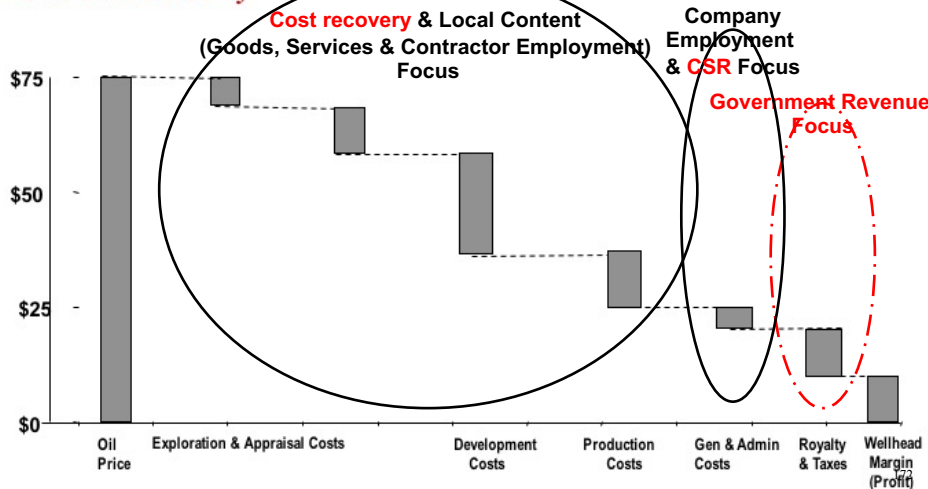 Cost recovery & Local Content
(Goods, Services & Contractor Employment)
Focus
Company
Employment
& CSR Focus
Government Revenue
Focus
$75
$50
$25
$0
Oil
Price
Exploration & Appraisal Costs
Development
Costs
Production
Costs
Gen & Admin
Costs
Royalty
& Taxes
Wellhead
Margin
(Profit)